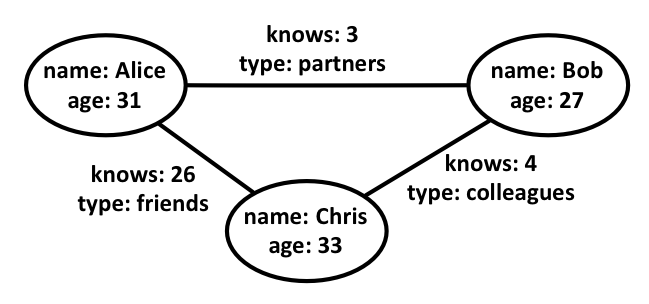 knows: 3
type: partners
name: Alice
age: 31
name: Bob
age: 27
knows: 26
type: friends
knows: 4
type: colleagues
name: Chris
age: 33